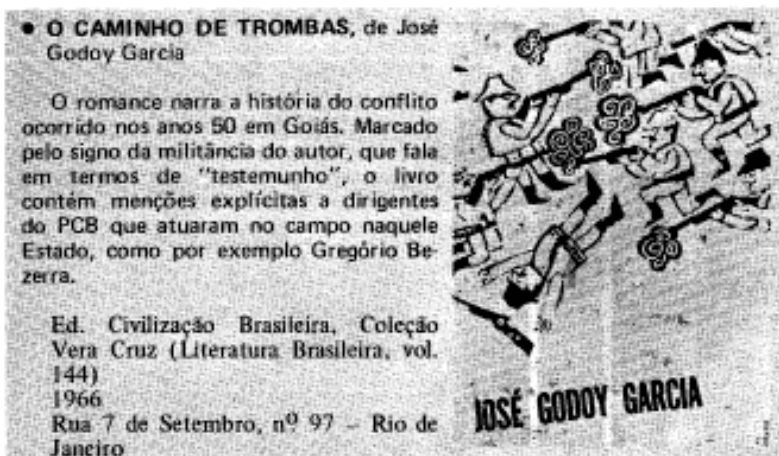 • O CAMINHO DE TROMBAS, de José
Godoy Garcia
O romance narra a história do conflito
ocorrido nos anos 50 em Goiás. Marcado
pelo signo da militância do autor, que fala
em termos de "testemunho", o livro
contém menções explícitas a dirigentes
do PCB que atuaram no campo naquele
Estado, como por exemplo Gregório Be-
zerra.
Ed. Civilização Brasileira, Coleção
Vera Cruz (Literatura Brasileira, vol.
144)
1966
Rua 7 de Setembro, nº 97 – Rio de
Janeiro
JOSÉ GODOY GARCIA